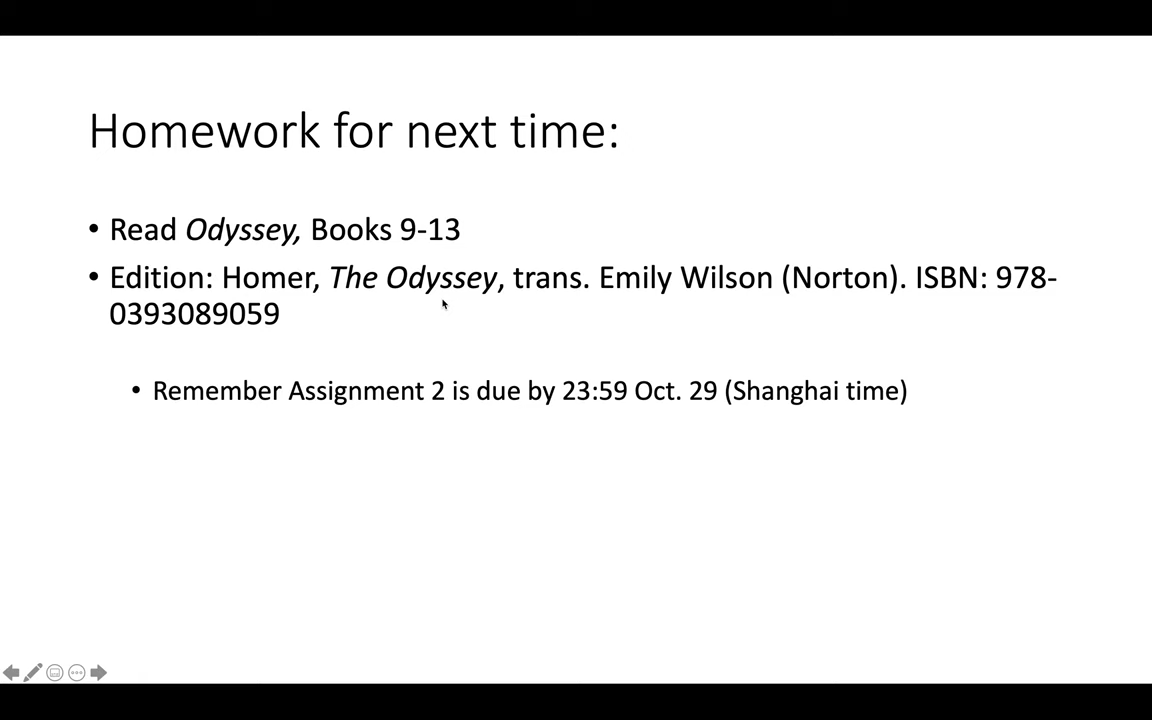 Homework for next time:
• Read Odyssey, Books 9-13
• Edition: Homer, The Odyssey, trans. Emily Wilson (Norton). ISBN: 978-
0393089059
• Remember Assignment 2 is due by 23:59 Oct. 29 (Shanghai time)